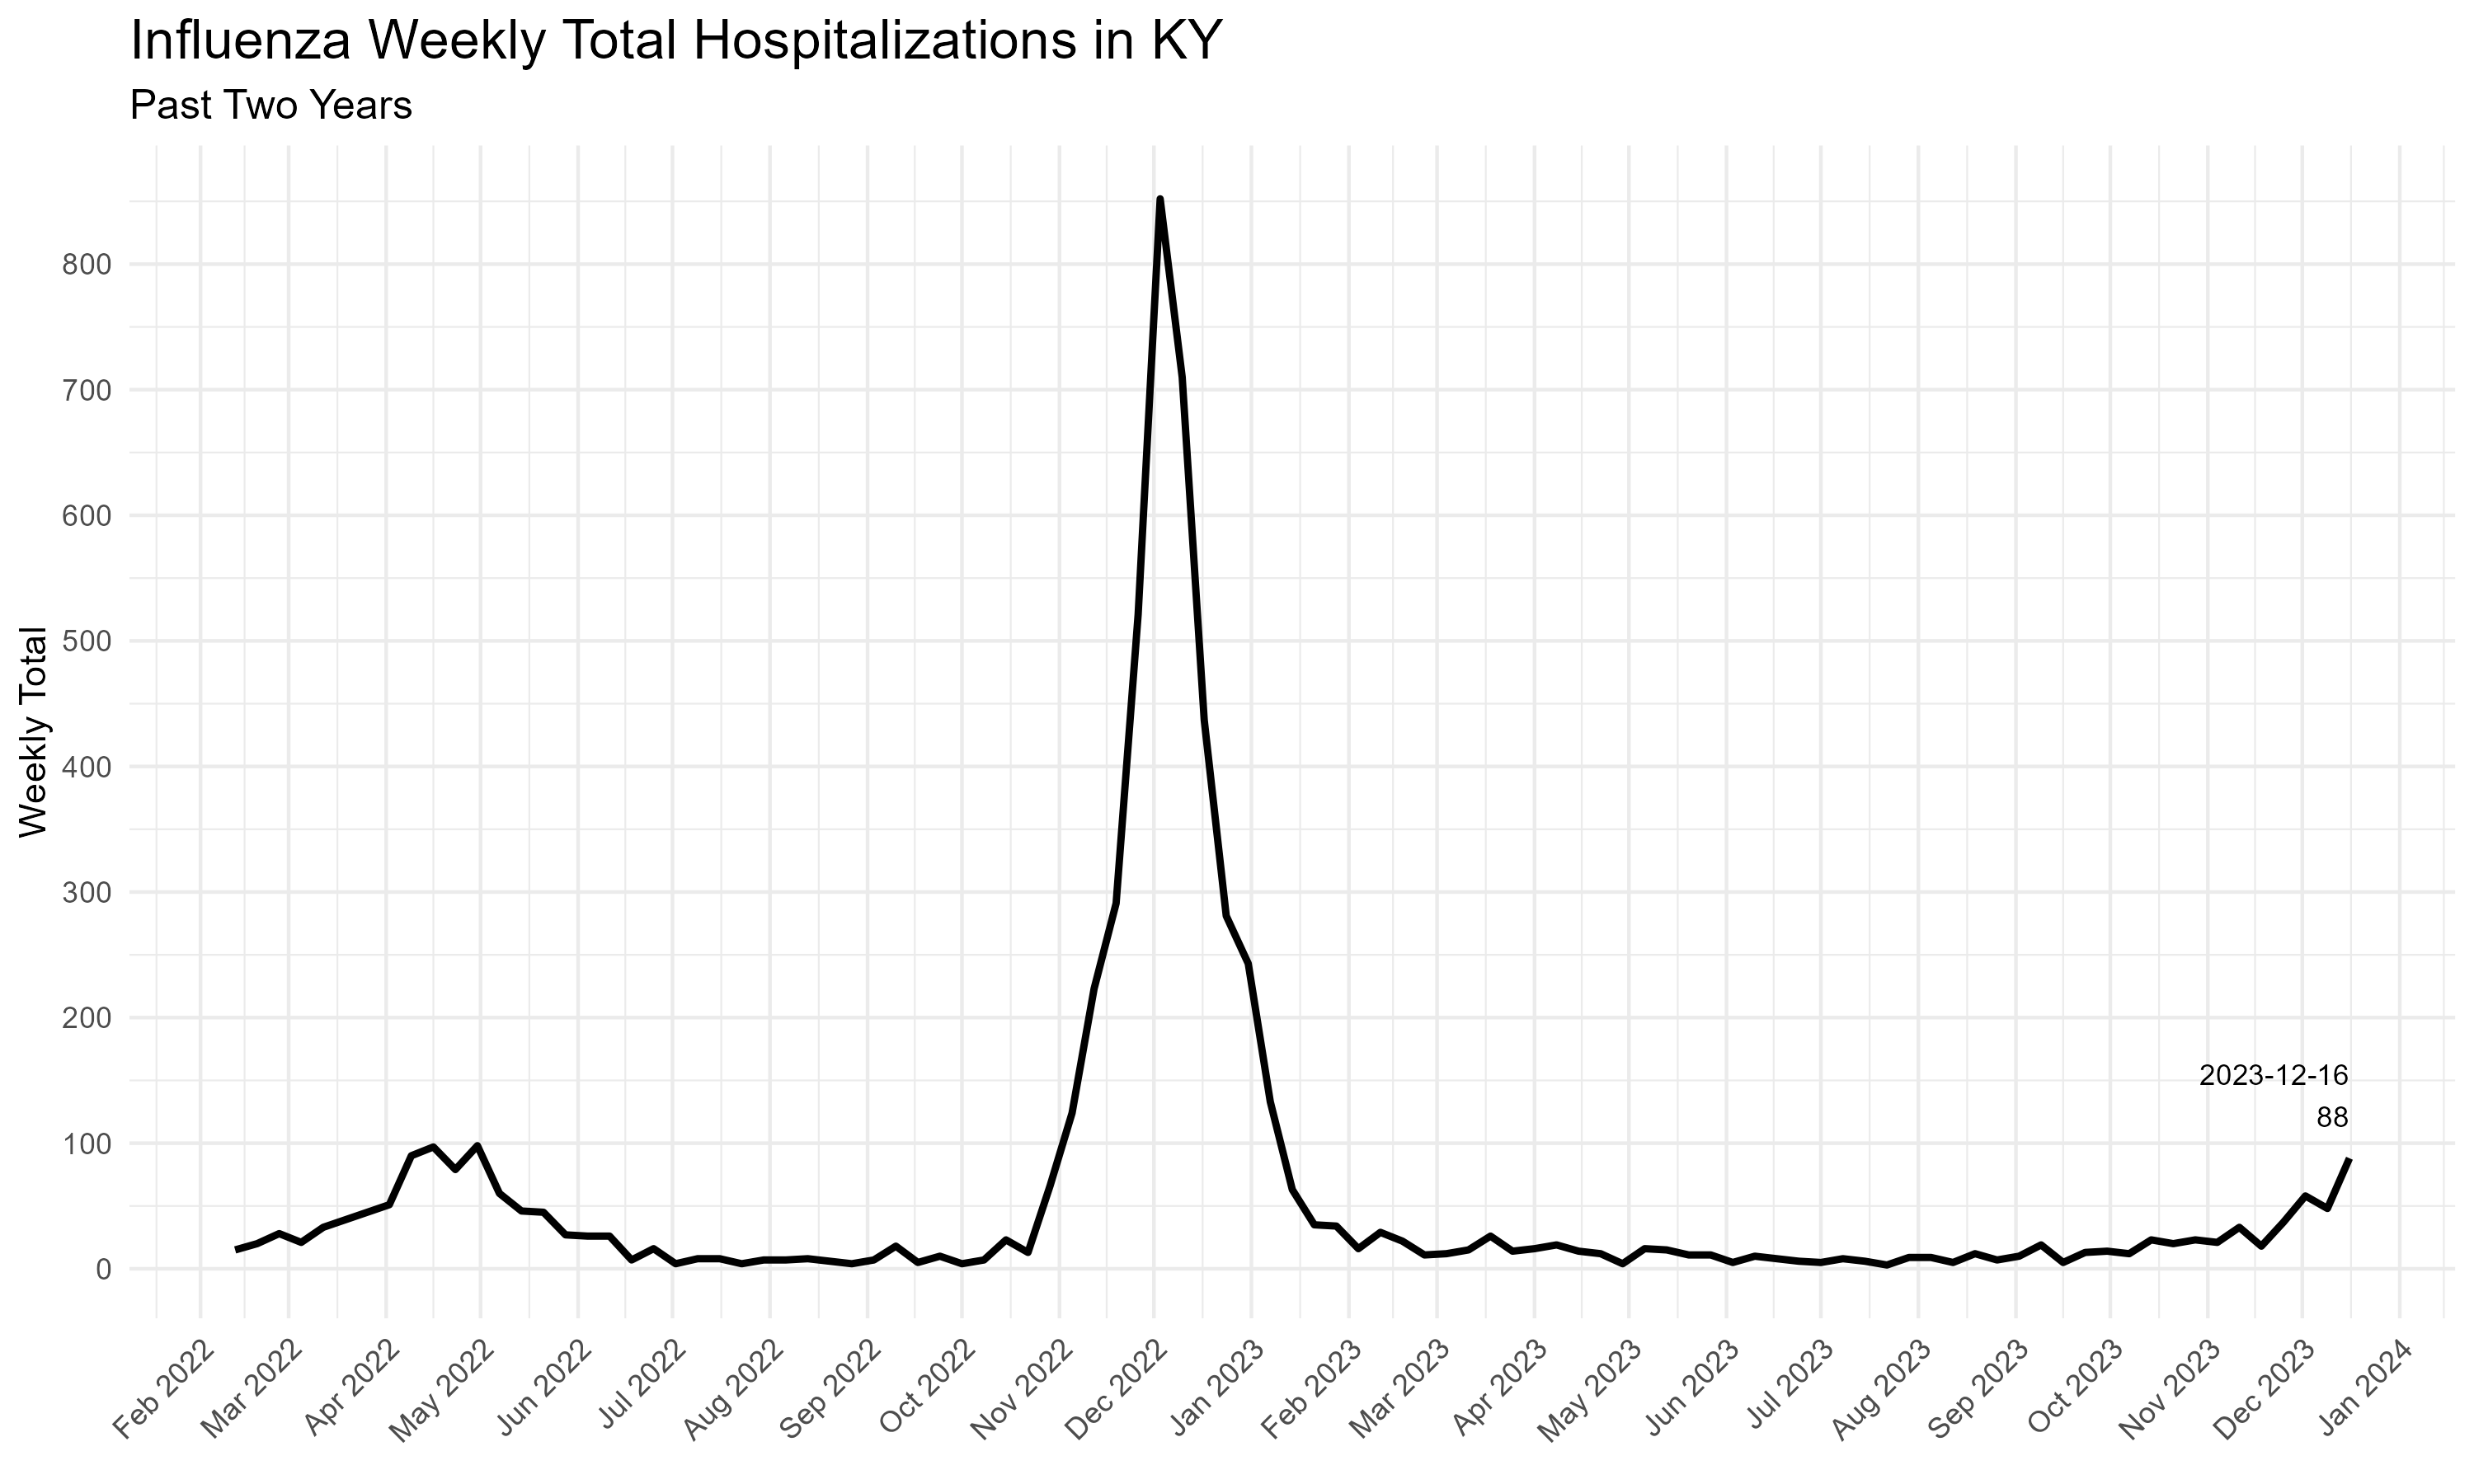 Influenza Weekly Total Hospitalizations in KY
Past Two Years
Weekly Total
800
700
600
500
400
300
200
100
0
2023-12-16
88
Feb 2022
Mar 2022
Apr 2022
May 2022
Jun 2022
Jul 2022
Aug 2022
Sep 2022
Oct 2022
Nov 2022
Dec 2022
Jan 2023
Feb 2023
Mar 2023
Apr 2023
May 2023
Jun 2023
Jul 2023
Aug 2023
Sep 2023
Oct 2023
Nov 2023
Dec 2023
Jan 2024